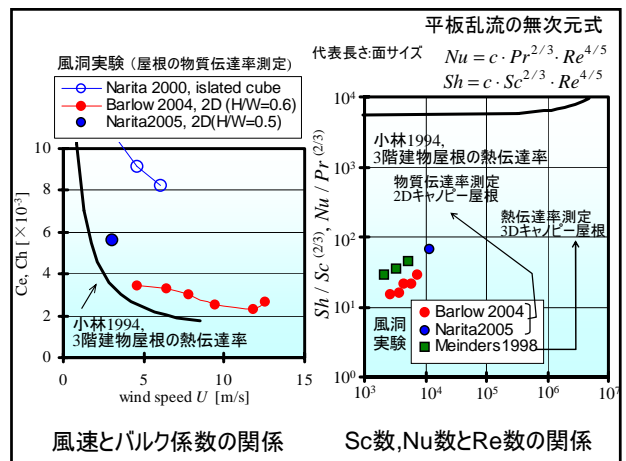 平板乱流の無次元式
代表長さ:面サイズ
Nu = c · Pr^{2/3} · Re^{4/5}
Sh = c · Sc^{2/3} · Re^{4/5}
風洞実験（屋根の物質伝達率測定）
Narita 2000, islated cube
Barlow 2004, 2D (H/W=0.6)
Narita2005, 2D(H/W=0.5)
Ce, Ch [×10^{-3}]
10
8
6
4
2
0
小林1994,
3階建物屋根の熱伝達率
0 5 10 15
wind speed U [m/s]
風速とバルク係数の関係
Sh / Sc^{(2/3)}, Nu / Pr^{(2/3)}
10^4
10^3
10^2
10^1
10^0
小林1994,
3階建物屋根の熱伝達率
物質伝達率測定
2Dキャノピー屋根
熱伝達率測定
3Dキャノピー屋根
風洞
実験
Barlow 2004
Narita2005
Meinders1998
10^3 10^4 10^5 10^6 10^7
Sc数,Nu数とRe数の関係